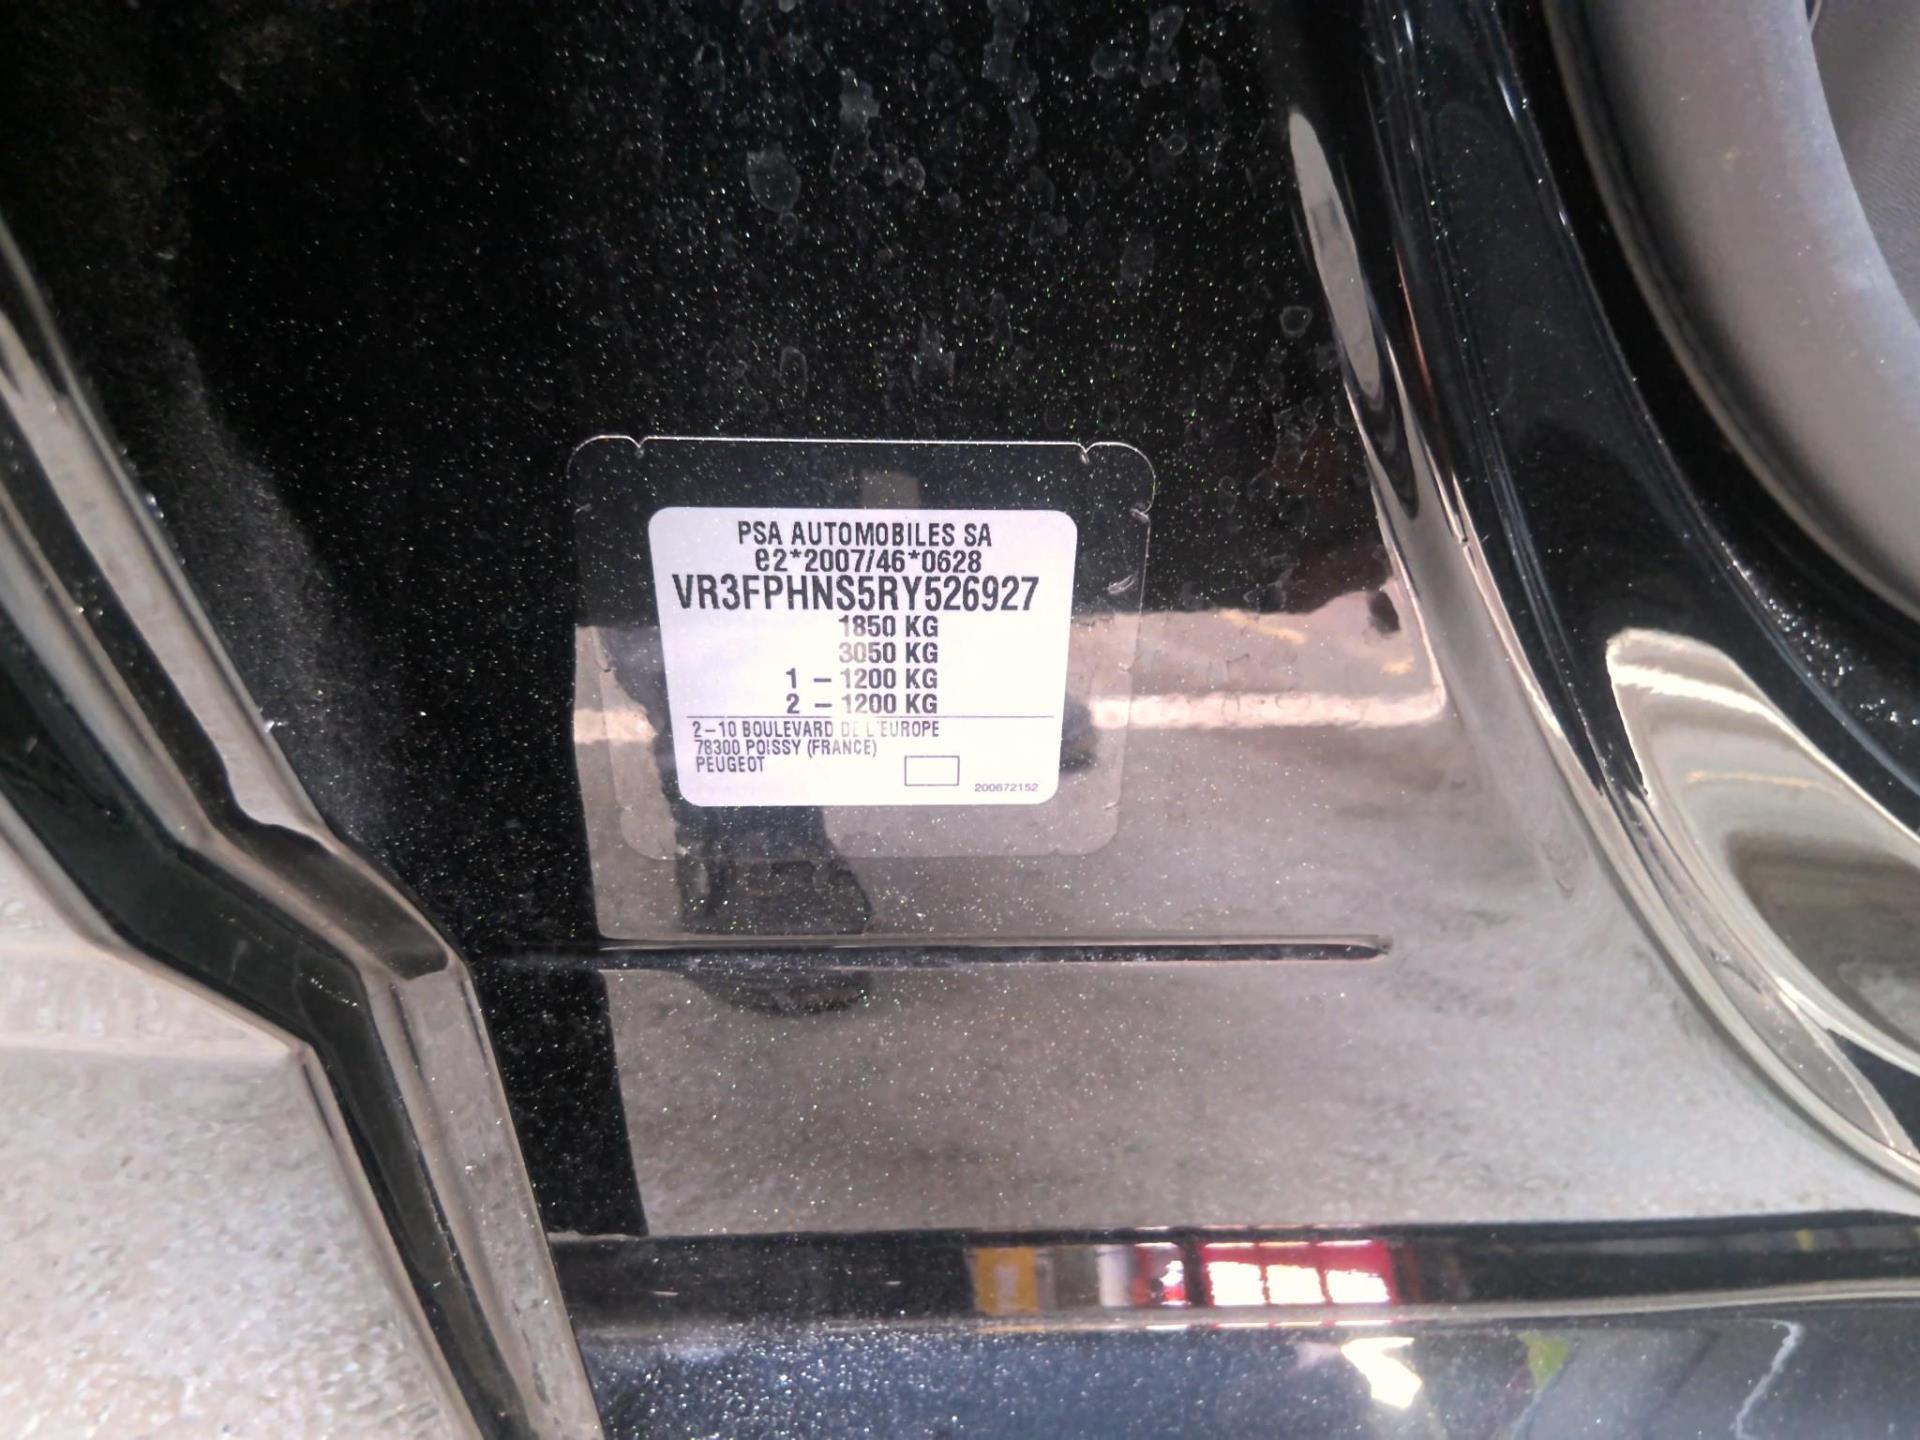 PSA AUTOMOBILES SA
e2*2007/46*0628
VR3FPHNS5RY526927
1850 KG
3050 KG
1 – 1200 KG
2 – 1200 KG
2–10 BOULEVARD DE L'EUROPE
78300 POISSY (FRANCE)
PEUGEOT
200672152